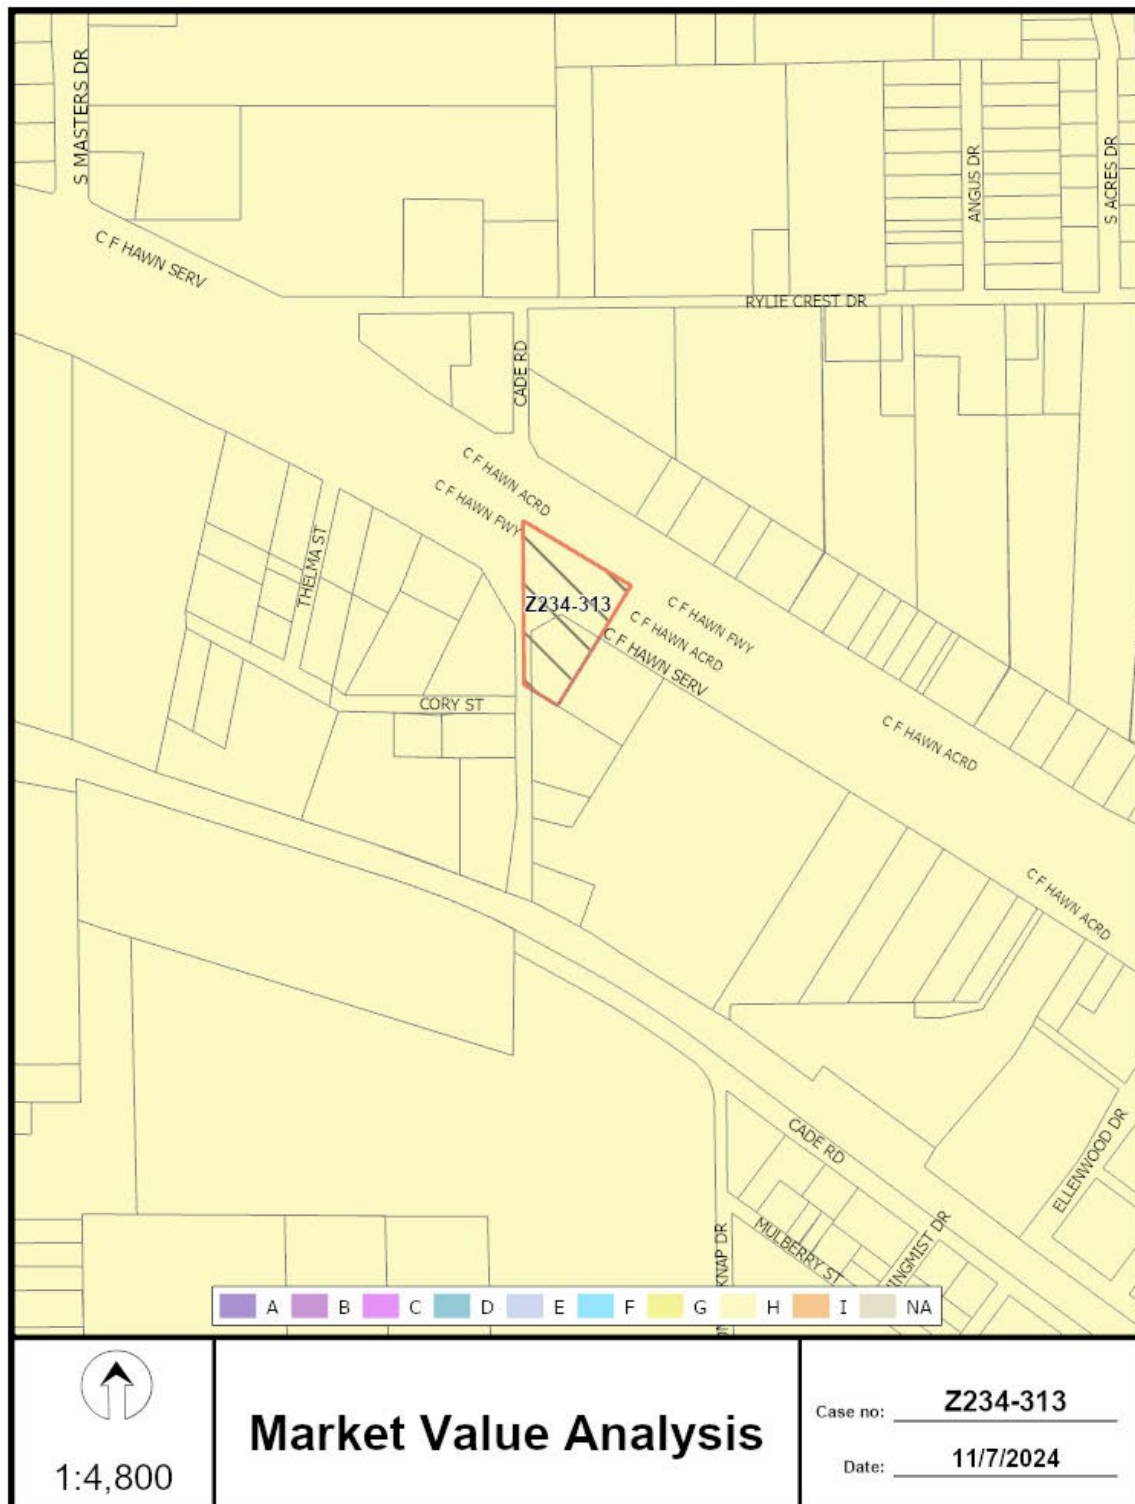 S MASTERS DR
ANGUS DR
S ACRES DR
C F HAWN SERV
RYLIE CREST DR
CADE RD
C F HAWN ACRD
C F HAWN FWY
THELMA ST
Z234-313
C F HAWN FWY
C F HAWN ACRD
C F HAWN SERV
CORY ST
C F HAWN ACRD
C F HAWN ACRD
CADE RD
ELLENWOOD DR
MULBERRY ST
KNAP DR
INGMIST DR
A B C D E F G H I NA
1:4,800
Market Value Analysis
Case no: Z234-313
Date: 11/7/2024